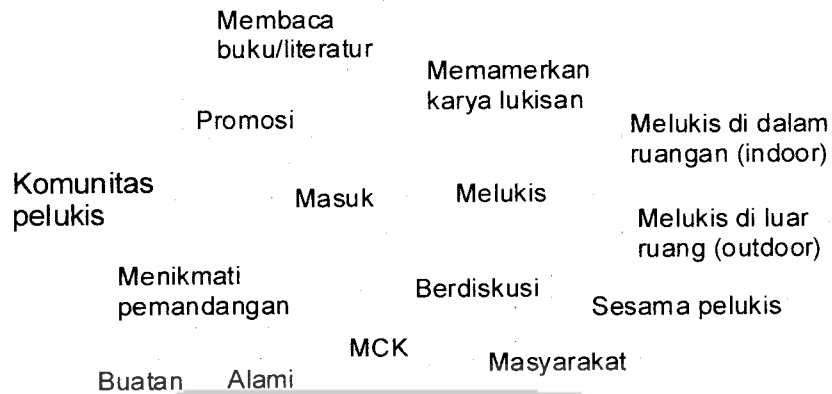 Membaca
buku/literatur
Memamerkan
karya lukisan
Promosi
Melukis di dalam
ruangan (indoor)
Komunitas
pelukis
Masuk
Melukis
Melukis di luar
ruang (outdoor)
Menikmati
pemandangan
Berdiskusi
Sesama pelukis
MCK
Masyarakat
Buatan
Alami